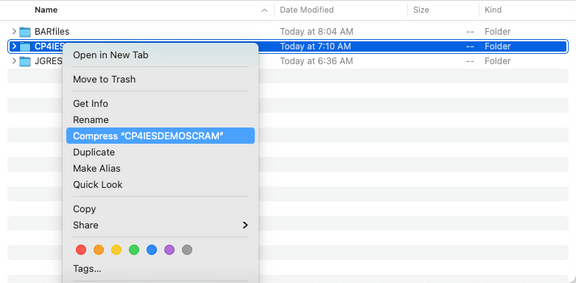 Name Date Modified Size Kind
BARfiles Today at 8:04 AM -- Folder
CP4IES Today at 7:10 AM -- Folder
JGRES Today at 6:36 AM -- Folder
Open in New Tab
Move to Trash
Get Info
Rename
Compress “CP4IESDEMOSCRAM”
Duplicate
Make Alias
Quick Look
Copy
Share
Tags...